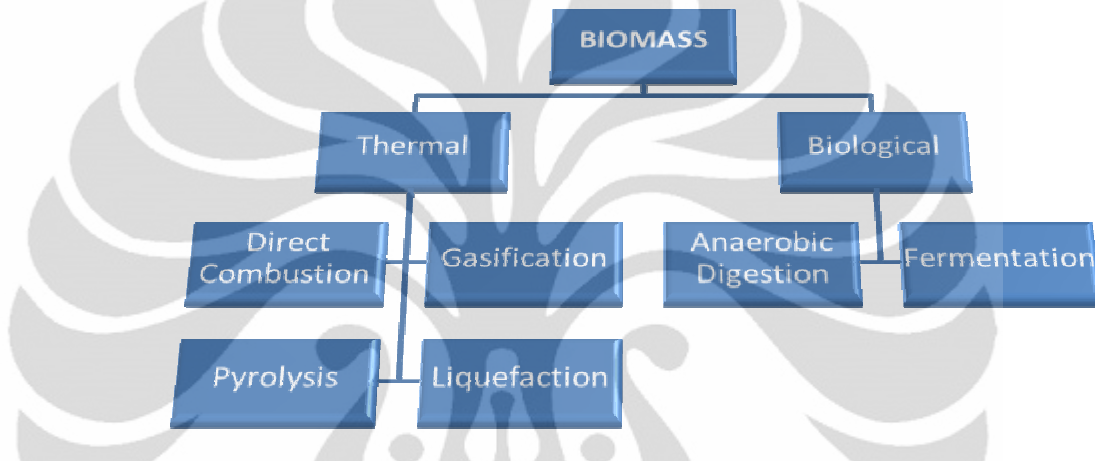 BIOMASS
Thermal
Biological
Direct
Combustion
Gasification
Anaerobic
Digestion
Fermentation
Pyrolysis
Liquefaction